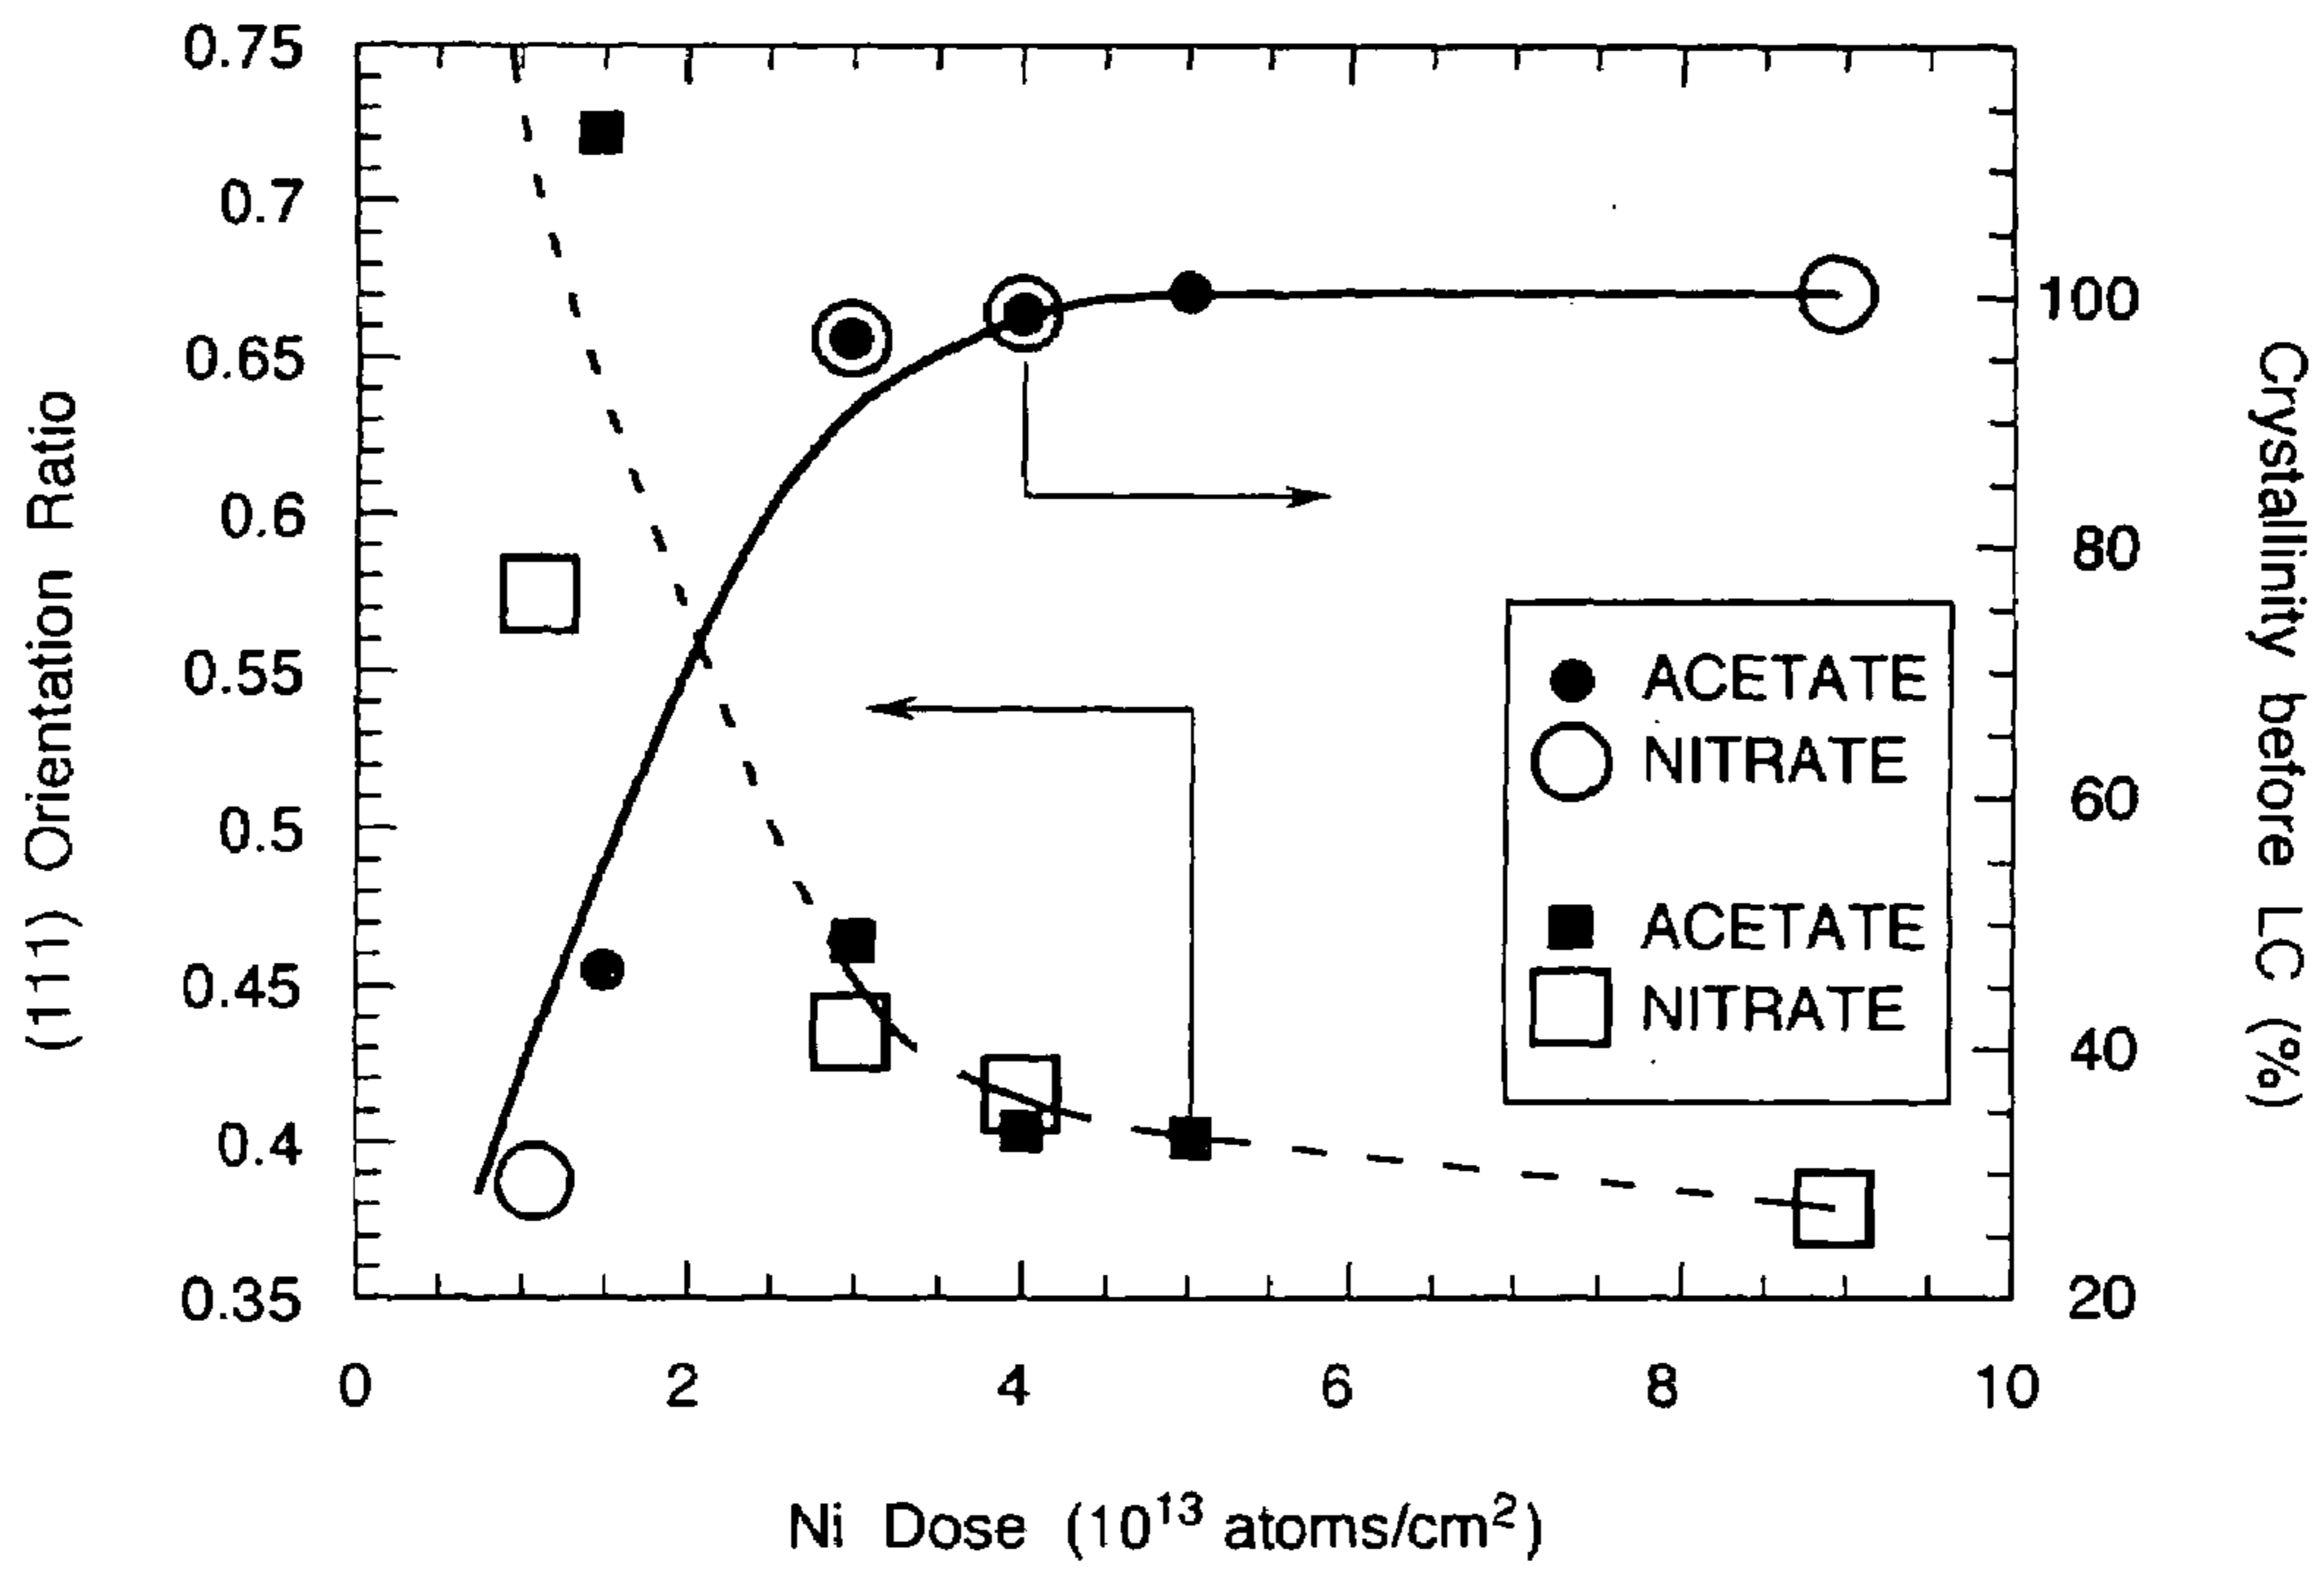 0.75
0.7
0.65
0.6
0.55
0.5
0.45
0.4
0.35
(111) Orientation Ratio
100
80
60
40
20
Crystallinity before LC (%)
ACETATE
NITRATE
ACETATE
NITRATE
0 2 4 6 8 10
Ni Dose (10¹³ atoms/cm²)